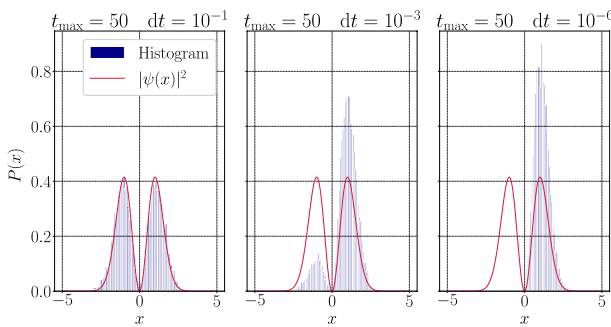 t_max = 50   dt = 10^−1
t_max = 50   dt = 10^−3
t_max = 50   dt = 10^−6
Histogram
|ψ(x)|^2
P(x)
0.8
0.6
0.4
0.2
0.0
−5 0 5
−5 0 5
−5 0 5
x
x
x